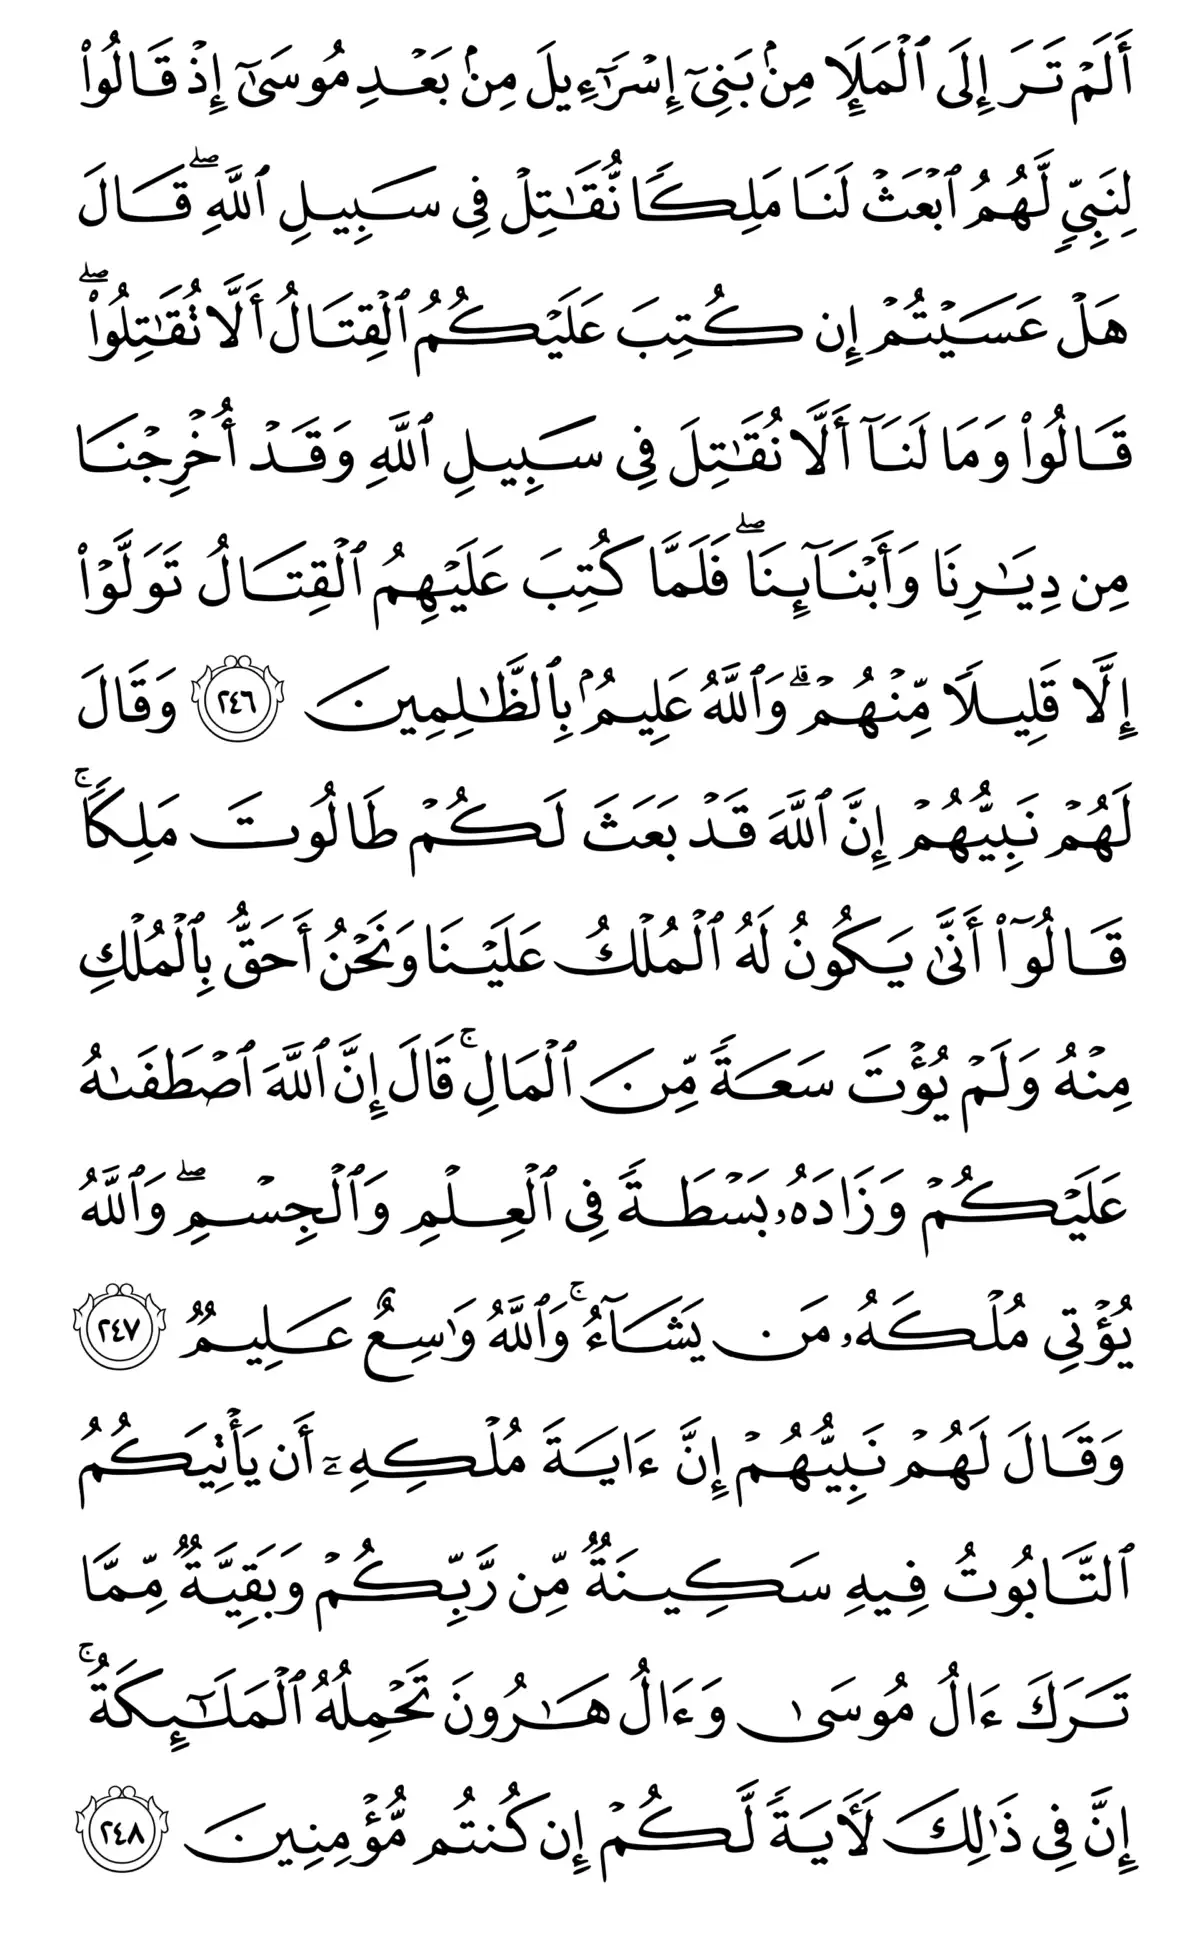 أَلَمْ تَرَ إِلَى ٱلْمَلَإِ مِنۢ بَنِىٓ إِسْرَٰٓءِيلَ مِنۢ بَعْدِ مُوسَىٰٓ إِذْ قَالُوا۟
لِنَبِىٍّ لَّهُمُ ٱبْعَثْ لَنَا مَلِكًا نُّقَٰتِلْ فِى سَبِيلِ ٱللَّهِ ۖ قَالَ
هَلْ عَسَيْتُمْ إِن كُتِبَ عَلَيْكُمُ ٱلْقِتَالُ أَلَّا تُقَٰتِلُوا۟ ۖ
قَالُوا۟ وَمَا لَنَآ أَلَّا نُقَٰتِلَ فِى سَبِيلِ ٱللَّهِ وَقَدْ أُخْرِجْنَا
مِن دِيَٰرِنَا وَأَبْنَآئِنَا ۖ فَلَمَّا كُتِبَ عَلَيْهِمُ ٱلْقِتَالُ تَوَلَّوْا۟
إِلَّا قَلِيلًا مِّنْهُمْ ۗ وَٱللَّهُ عَلِيمٌۢ بِٱلظَّٰلِمِينَ ٢٤٦ وَقَالَ
لَهُمْ نَبِيُّهُمْ إِنَّ ٱللَّهَ قَدْ بَعَثَ لَكُمْ طَالُوتَ مَلِكًا ۚ
قَالُوٓا۟ أَنَّىٰ يَكُونُ لَهُ ٱلْمُلْكُ عَلَيْنَا وَنَحْنُ أَحَقُّ بِٱلْمُلْكِ
مِنْهُ وَلَمْ يُؤْتَ سَعَةً مِّنَ ٱلْمَالِ ۚ قَالَ إِنَّ ٱللَّهَ ٱصْطَفَىٰهُ
عَلَيْكُمْ وَزَادَهُۥ بَسْطَةً فِى ٱلْعِلْمِ وَٱلْجِسْمِ ۖ وَٱللَّهُ
يُؤْتِى مُلْكَهُۥ مَن يَشَآءُ ۚ وَٱللَّهُ وَٰسِعٌ عَلِيمٌ ٢٤٧
وَقَالَ لَهُمْ نَبِيُّهُمْ إِنَّ ءَايَةَ مُلْكِهِۦٓ أَن يَأْتِيَكُمُ
ٱلتَّابُوتُ فِيهِ سَكِينَةٌ مِّن رَّبِّكُمْ وَبَقِيَّةٌ مِّمَّا
تَرَكَ ءَالُ مُوسَىٰ وَءَالُ هَٰرُونَ تَحْمِلُهُ ٱلْمَلَٰٓئِكَةُ ۚ
إِنَّ فِى ذَٰلِكَ لَءَايَةً لَّكُمْ إِن كُنتُم مُّؤْمِنِينَ ٢٤٨